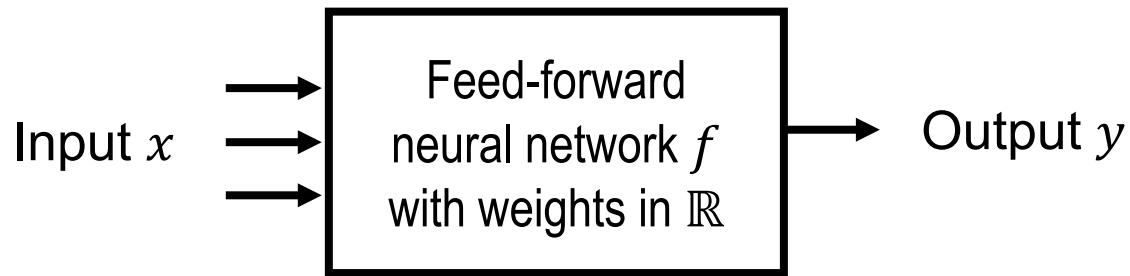 Input 𝑥
Feed-forward
neural network 𝑓
with weights in ℝ
Output 𝑦